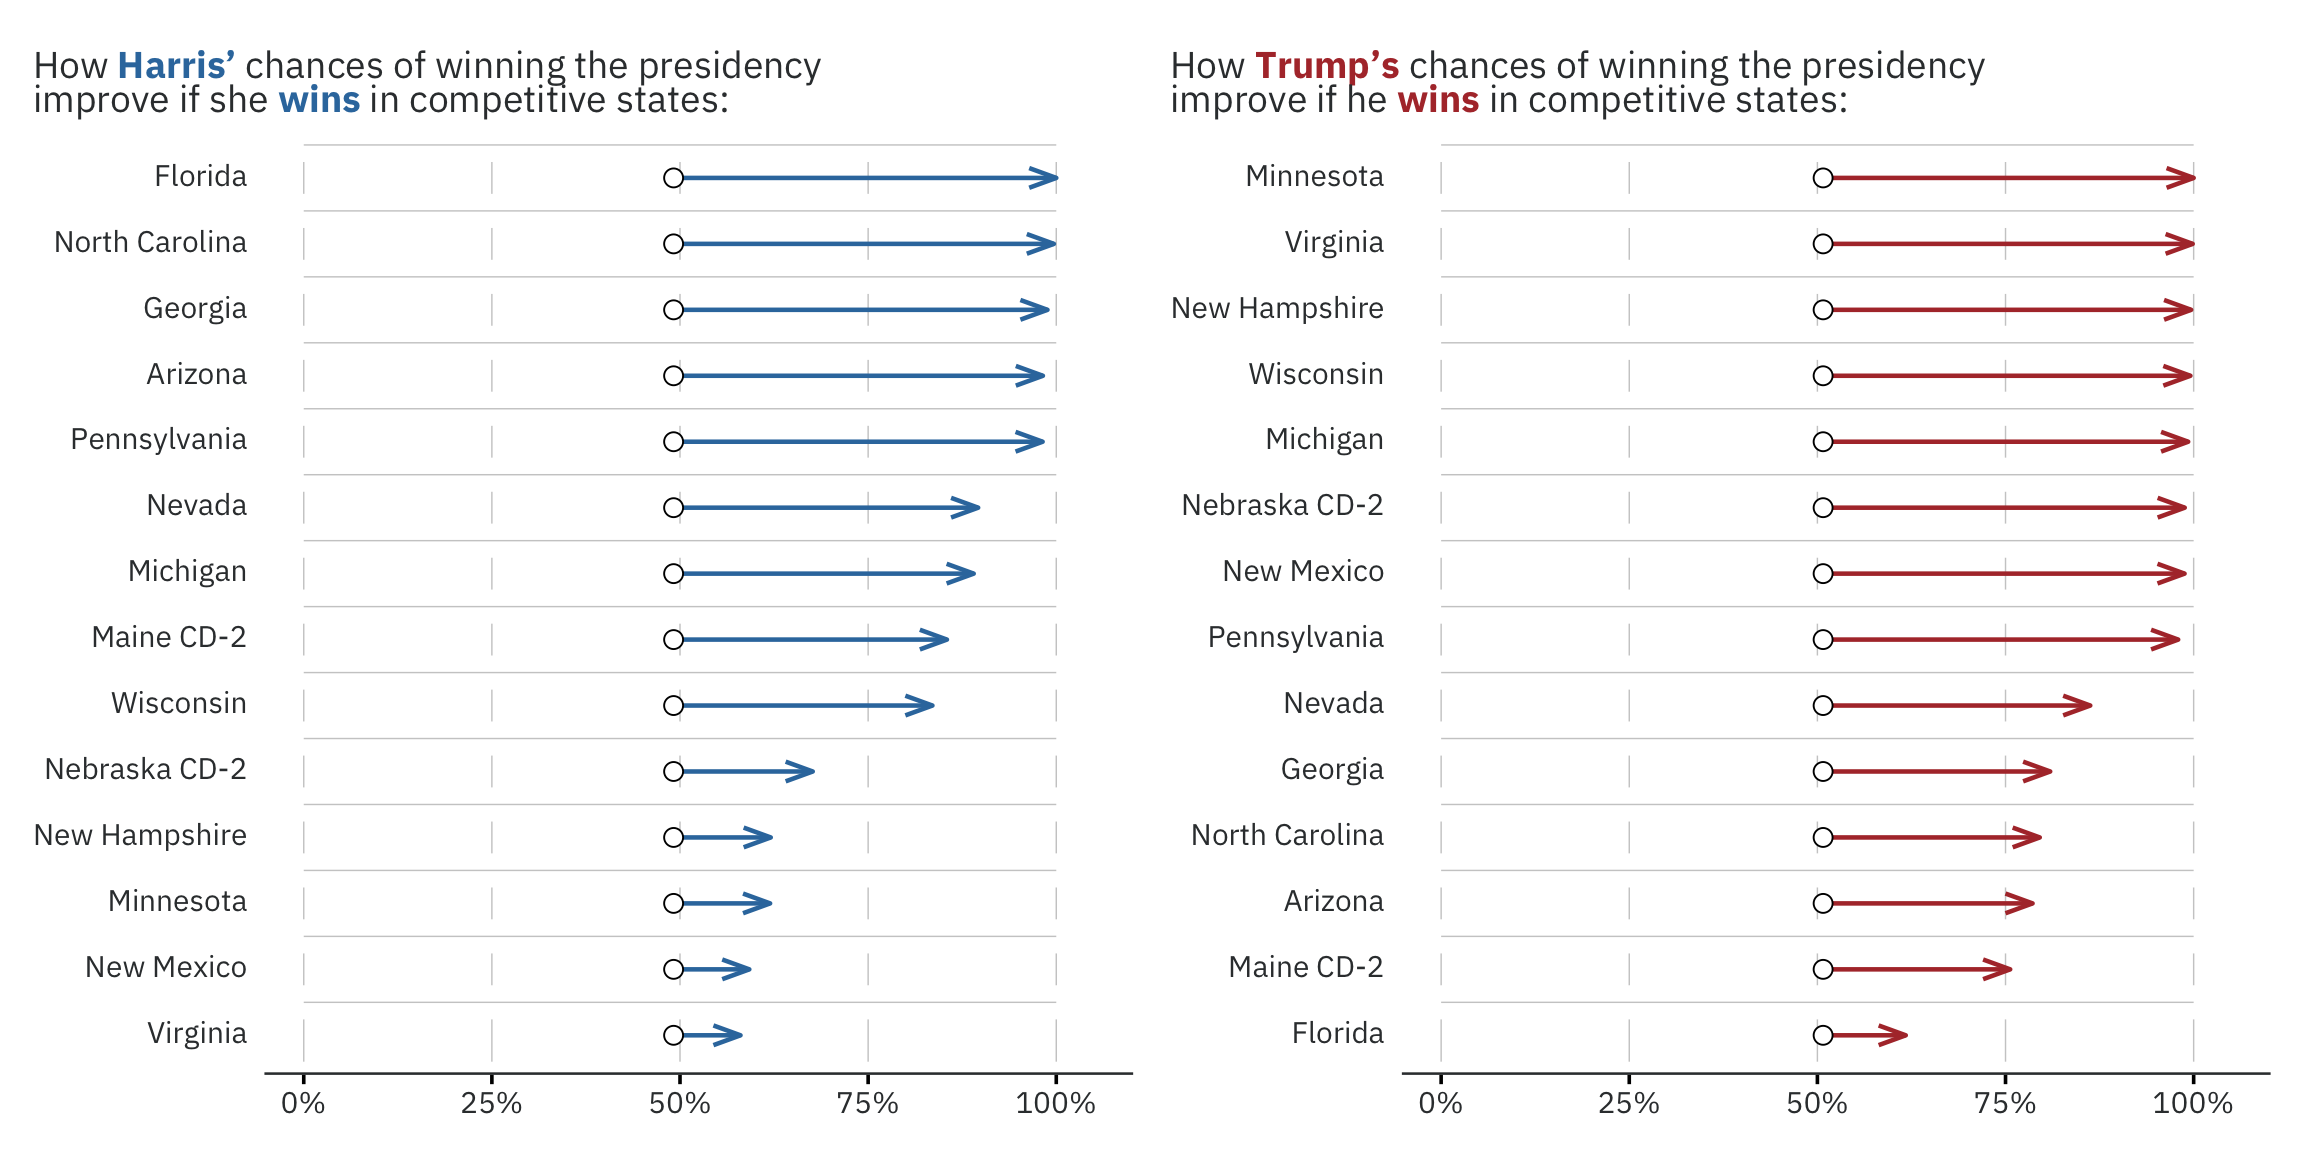 How Harris’ chances of winning the presidency
improve if she wins in competitive states:
Florida
North Carolina
Georgia
Arizona
Pennsylvania
Nevada
Michigan
Maine CD-2
Wisconsin
Nebraska CD-2
New Hampshire
Minnesota
New Mexico
Virginia
0% 25% 50% 75% 100%
How Trump’s chances of winning the presidency
improve if he wins in competitive states:
Minnesota
Virginia
New Hampshire
Wisconsin
Michigan
Nebraska CD-2
New Mexico
Pennsylvania
Nevada
Georgia
North Carolina
Arizona
Maine CD-2
Florida
0% 25% 50% 75% 100%